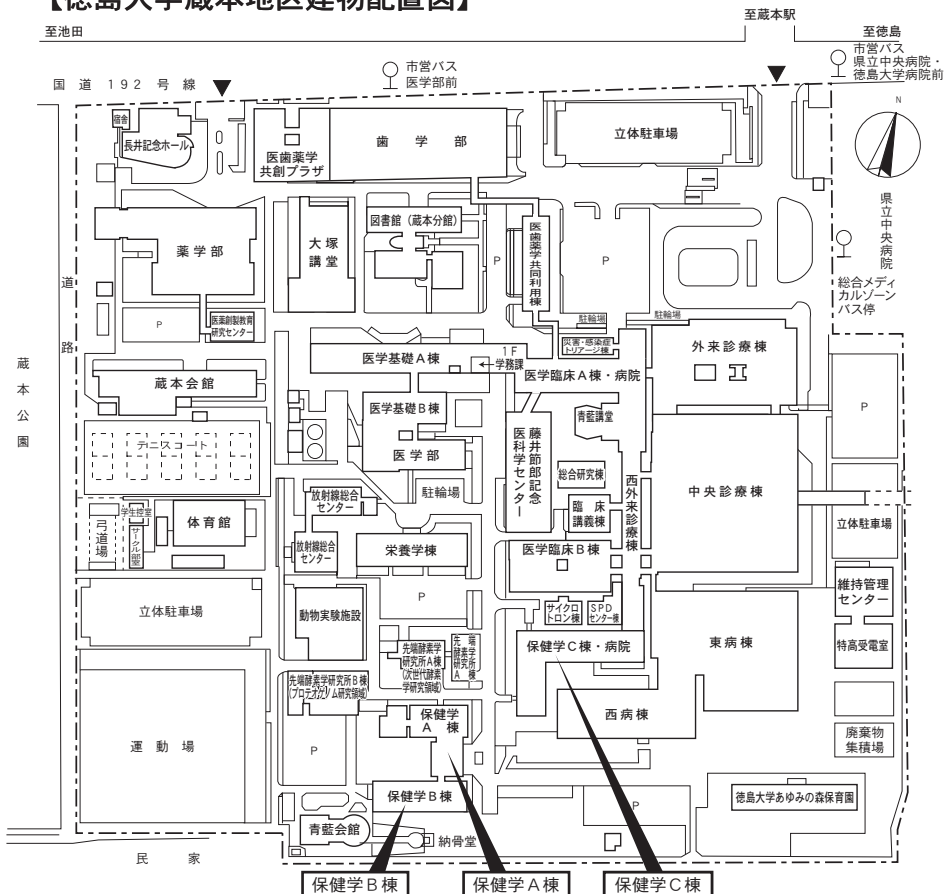 【徳島大学蔵本地区建物配置図】
至池田
至蔵本駅
至徳島
国道192号線
市営バス
医学部前
市営バス
県立中央病院・
徳島大学病院前
N
宿舎
長井記念ホール
医歯薬学
共創プラザ
歯学部
立体駐車場
県立中央病院
薬学部
大塚
講堂
図書館（蔵本分館）
P
医歯薬学共同利用棟
P
総合メディ
カルゾーン
バス停
道路
P
医薬創製教育
研究センター
駐輪場
駐輪場
蔵本公園
蔵本会館
医学基礎A棟
1F
学務課
災害・感染症
トリアージ棟
医学臨床A棟・病院
外来診療棟
P
医学基礎B棟
医学部
藤井節郎記念
医科学センター
青藍講堂
テニスコート
総合研究棟
西外来診療棟
中央診療棟
駐輪場
放射線総合
センター
臨床
講義棟
弓道場
学生控室
サークル部室
体育館
放射線総合
センター
栄養学棟
医学臨床B棟
立体駐車場
維持管理
センター
立体駐車場
動物実験施設
P
サイクロ
トロン棟
SPD
センター棟
先端酵素学
研究所A棟
(次世代酵素
学研究領域)
先端酵素学研究所A棟
保健学C棟・病院
東病棟
特高受電室
先端酵素学研究所B棟
(プロテオゲノム研究領域)
保健学
A棟
西病棟
廃棄物
集積場
運動場
P
保健学B棟
P
徳島大学あゆみの森保育園
青藍会館
納骨堂
民家
保健学B棟
保健学A棟
保健学C棟